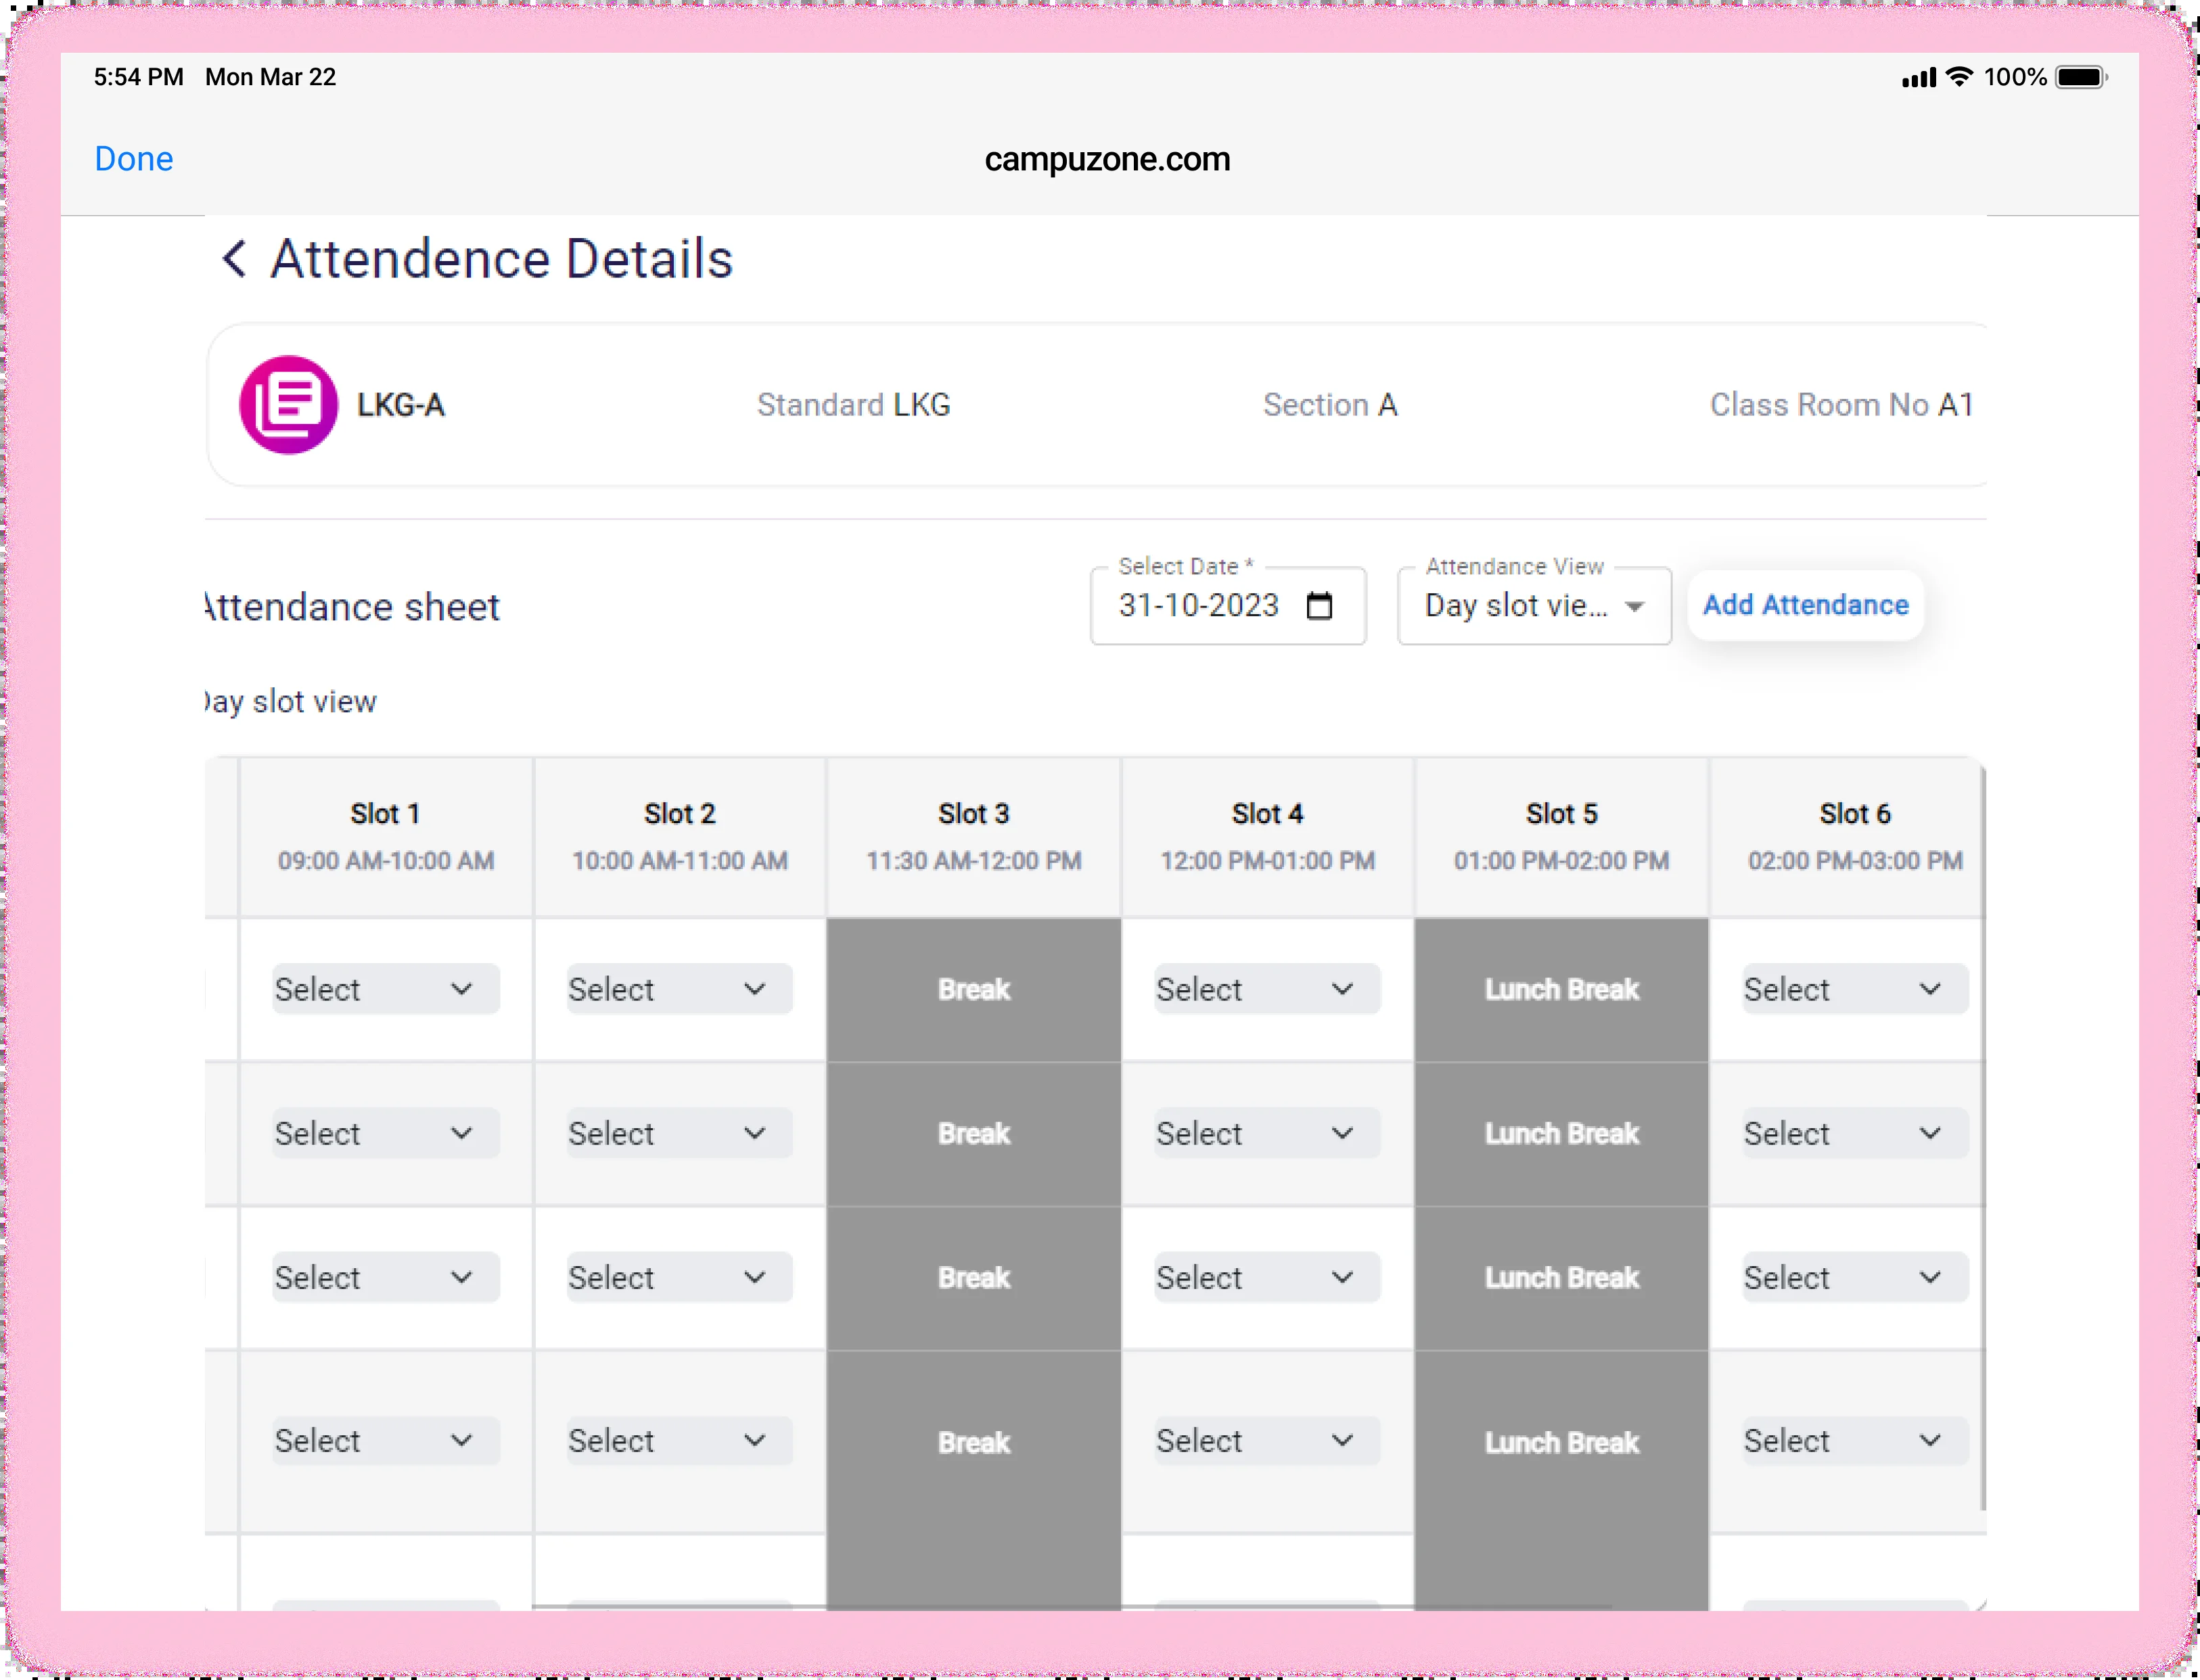 5:54 PM Mon Mar 22 100%
Done campuzone.com
Attendence Details
LKG-A Standard LKG Section A Class Room No A1
Select Date * Attendance View
Attendance sheet 31-10-2023 Day slot vie... Add Attendance
Day slot view
Slot 1 Slot 2 Slot 3 Slot 4 Slot 5 Slot 6
09:00 AM-10:00 AM 10:00 AM-11:00 AM 11:30 AM-12:00 PM 12:00 PM-01:00 PM 01:00 PM-02:00 PM 02:00 PM-03:00 PM
Select Select Break Select Lunch Break Select
Select Select Break Select Lunch Break Select
Select Select Break Select Lunch Break Select
Select Select Break Select Lunch Break Select